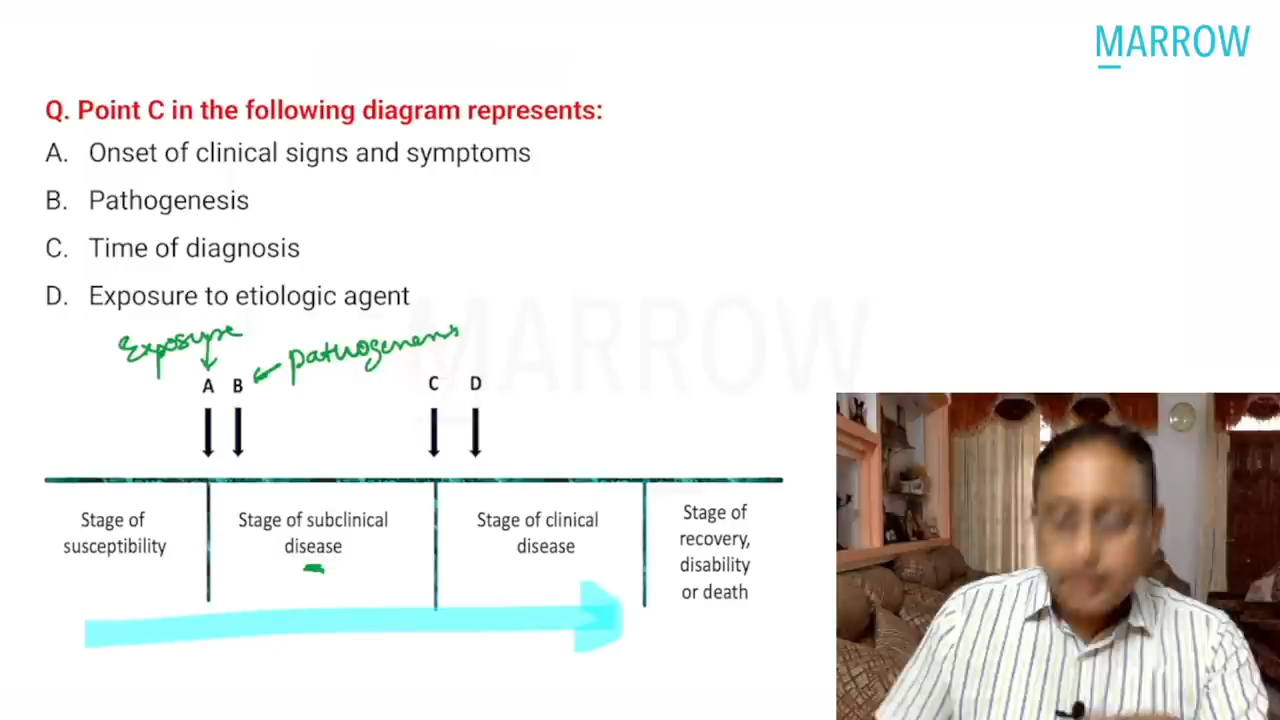 MARROW
Q. Point C in the following diagram represents:
A. Onset of clinical signs and symptoms
B. Pathogenesis
C. Time of diagnosis
D. Exposure to etiologic agent
MARROW
Exposure
Pathogenesis
A B C D
Stage of susceptibility
Stage of subclinical disease
Stage of clinical disease
Stage of recovery, disability or death